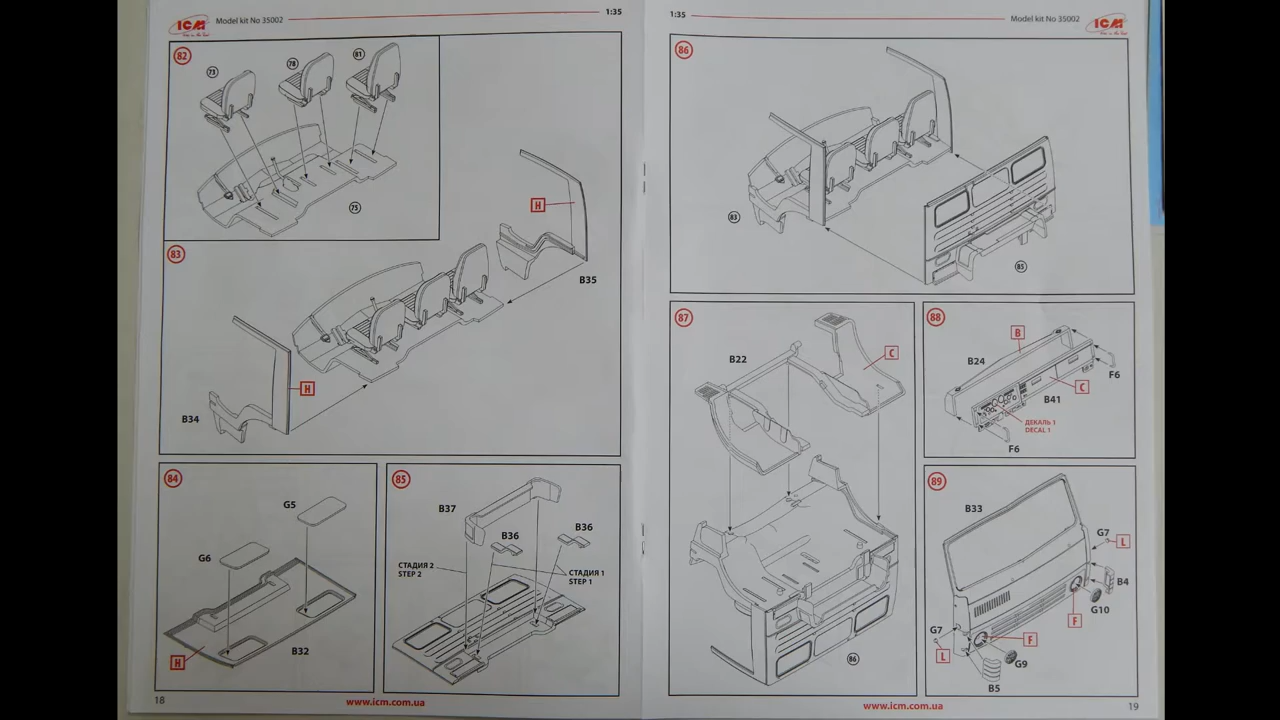 ICM
Model kit No 35002
1:35
82
73
78
81
75
83
H
B35
H
B34
84
G5
G6
B32
H
85
B37
B36
B36
СТАДИЯ 2
STEP 2
СТАДИЯ 1
STEP 1
18
www.icm.com.ua
1:35
Model kit No 35002
ICM
86
83
85
87
B22
C
86
88
B
B24
F6
C
B41
ДЕКАЛЬ 1
DECAL 1
F6
89
B33
G7
L
B4
G10
F
G7
F
L
G9
B5
www.icm.com.ua
19